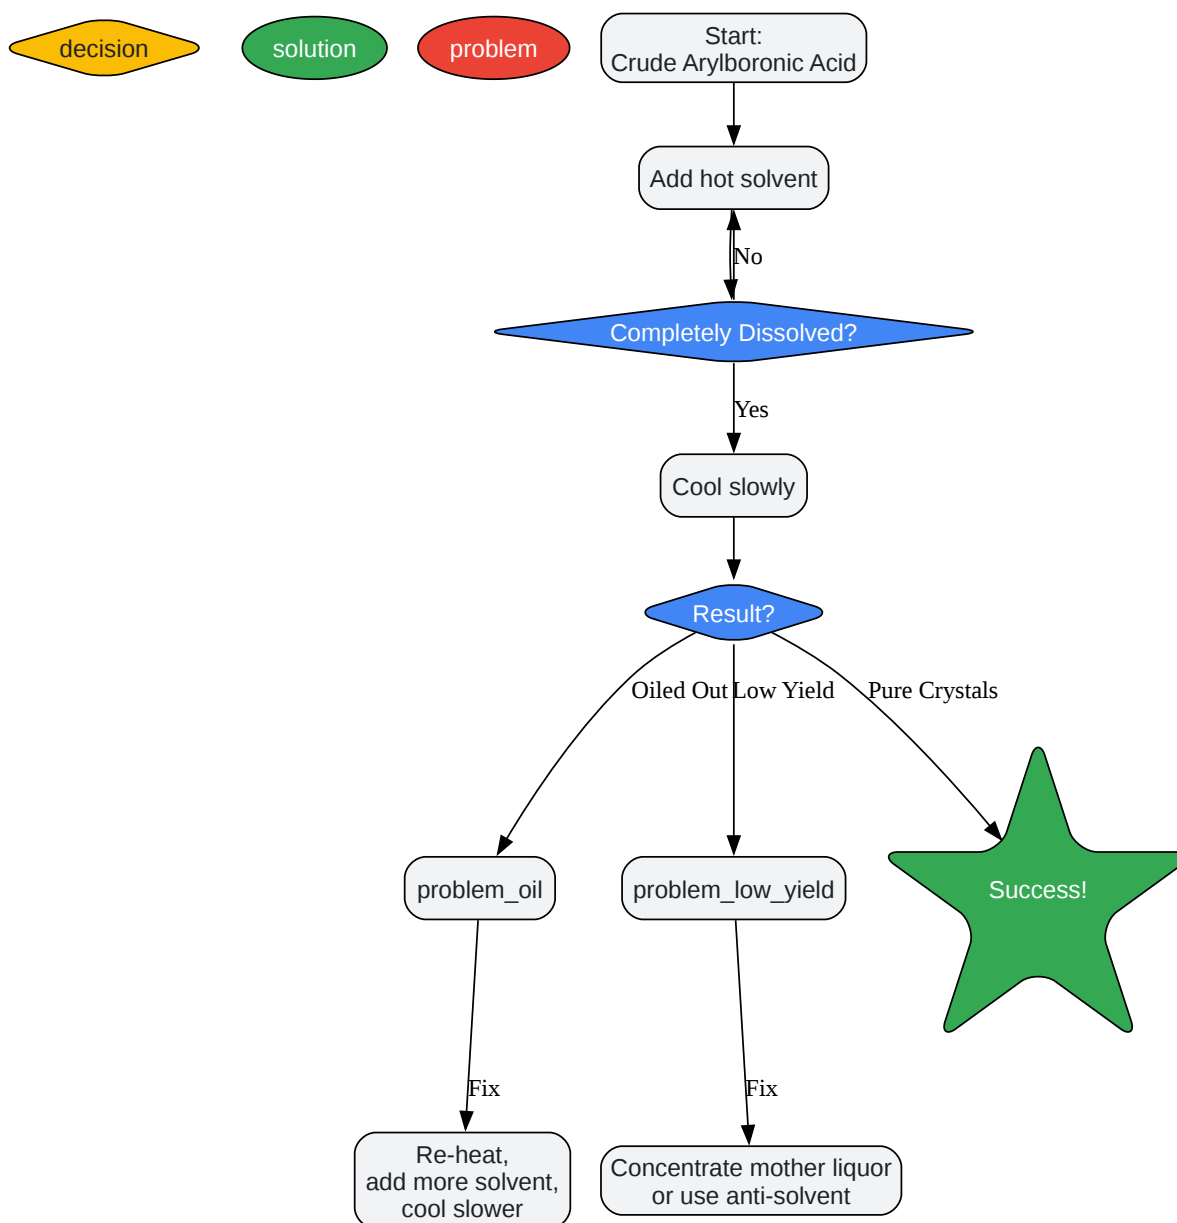 decision
solution
problem
Start:
Crude Arylboronic Acid
Add hot solvent
No
Completely Dissolved?
Yes
Cool slowly
Result?
Oiled Out
Low Yield
Pure Crystals
problem_oil
problem_low_yield
Success!
Fix
Fix
Re-heat,
add more solvent,
cool slower
Concentrate mother liquor
or use anti-solvent